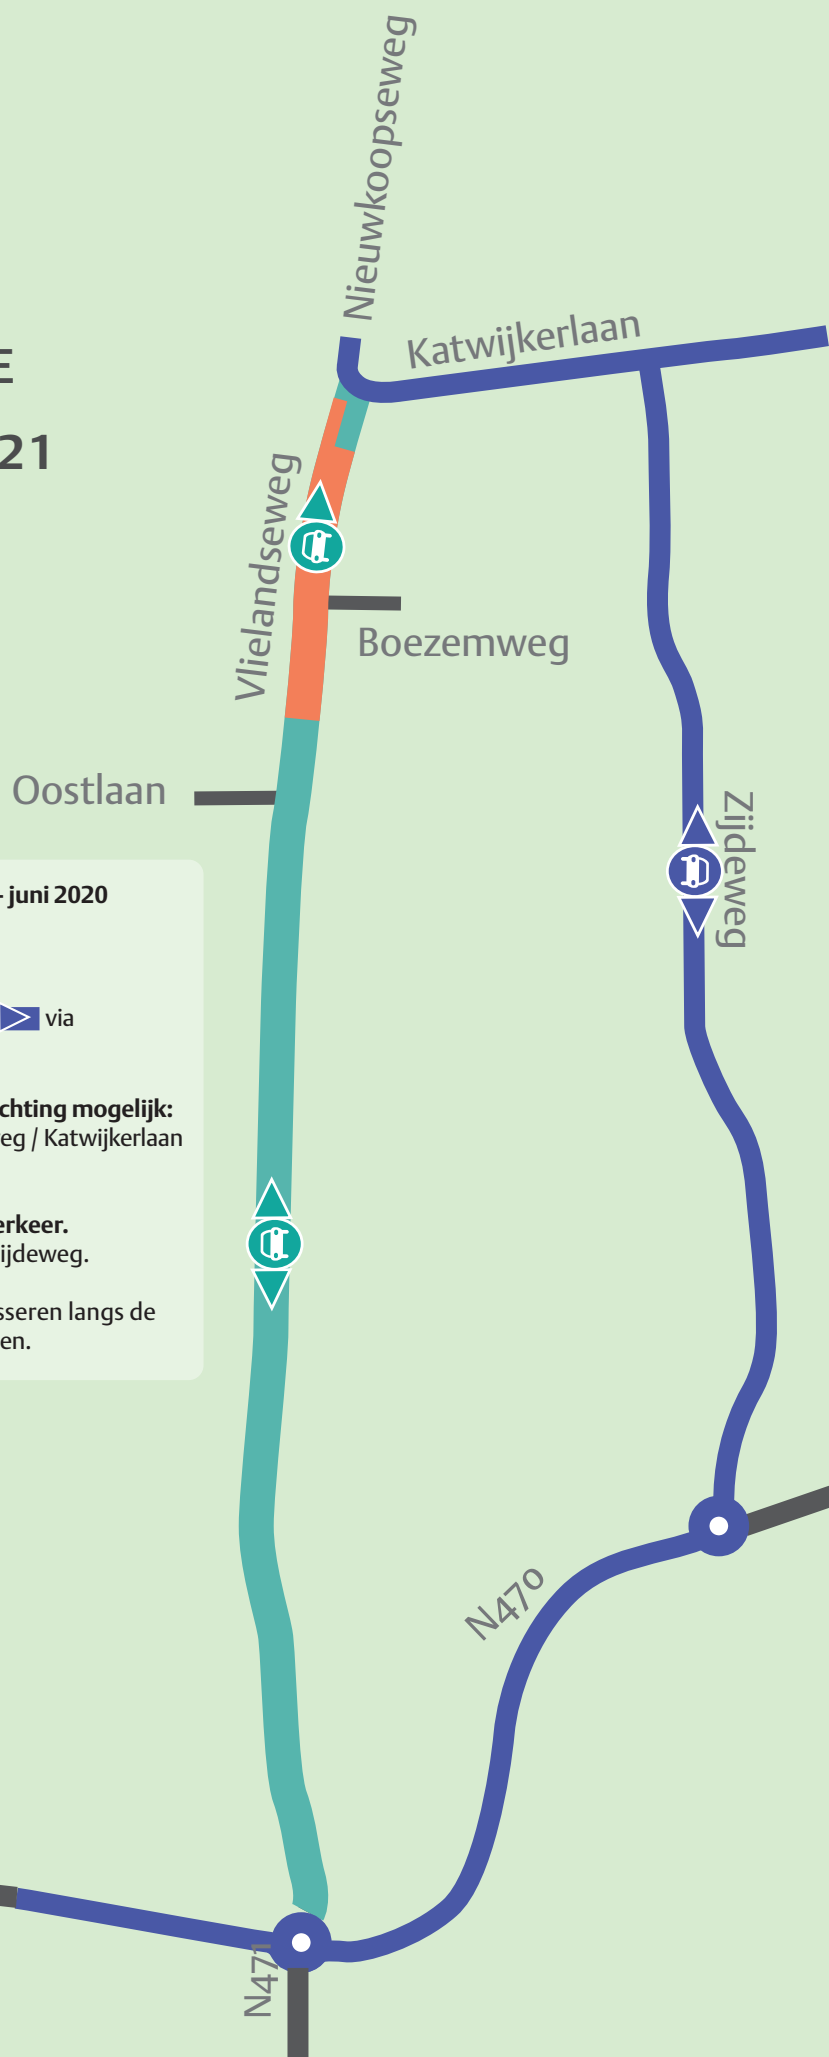 Nieuwkoopseweg
Katwijkerlaan
E
21
Vlielandseweg
Boezemweg
Oostlaan
Zijdeweg
- juni 2020
via
chting mogelijk:
eg / Katwijkerlaan
erkeer.
ijdeweg.
sseren langs de
en.
N470
N471